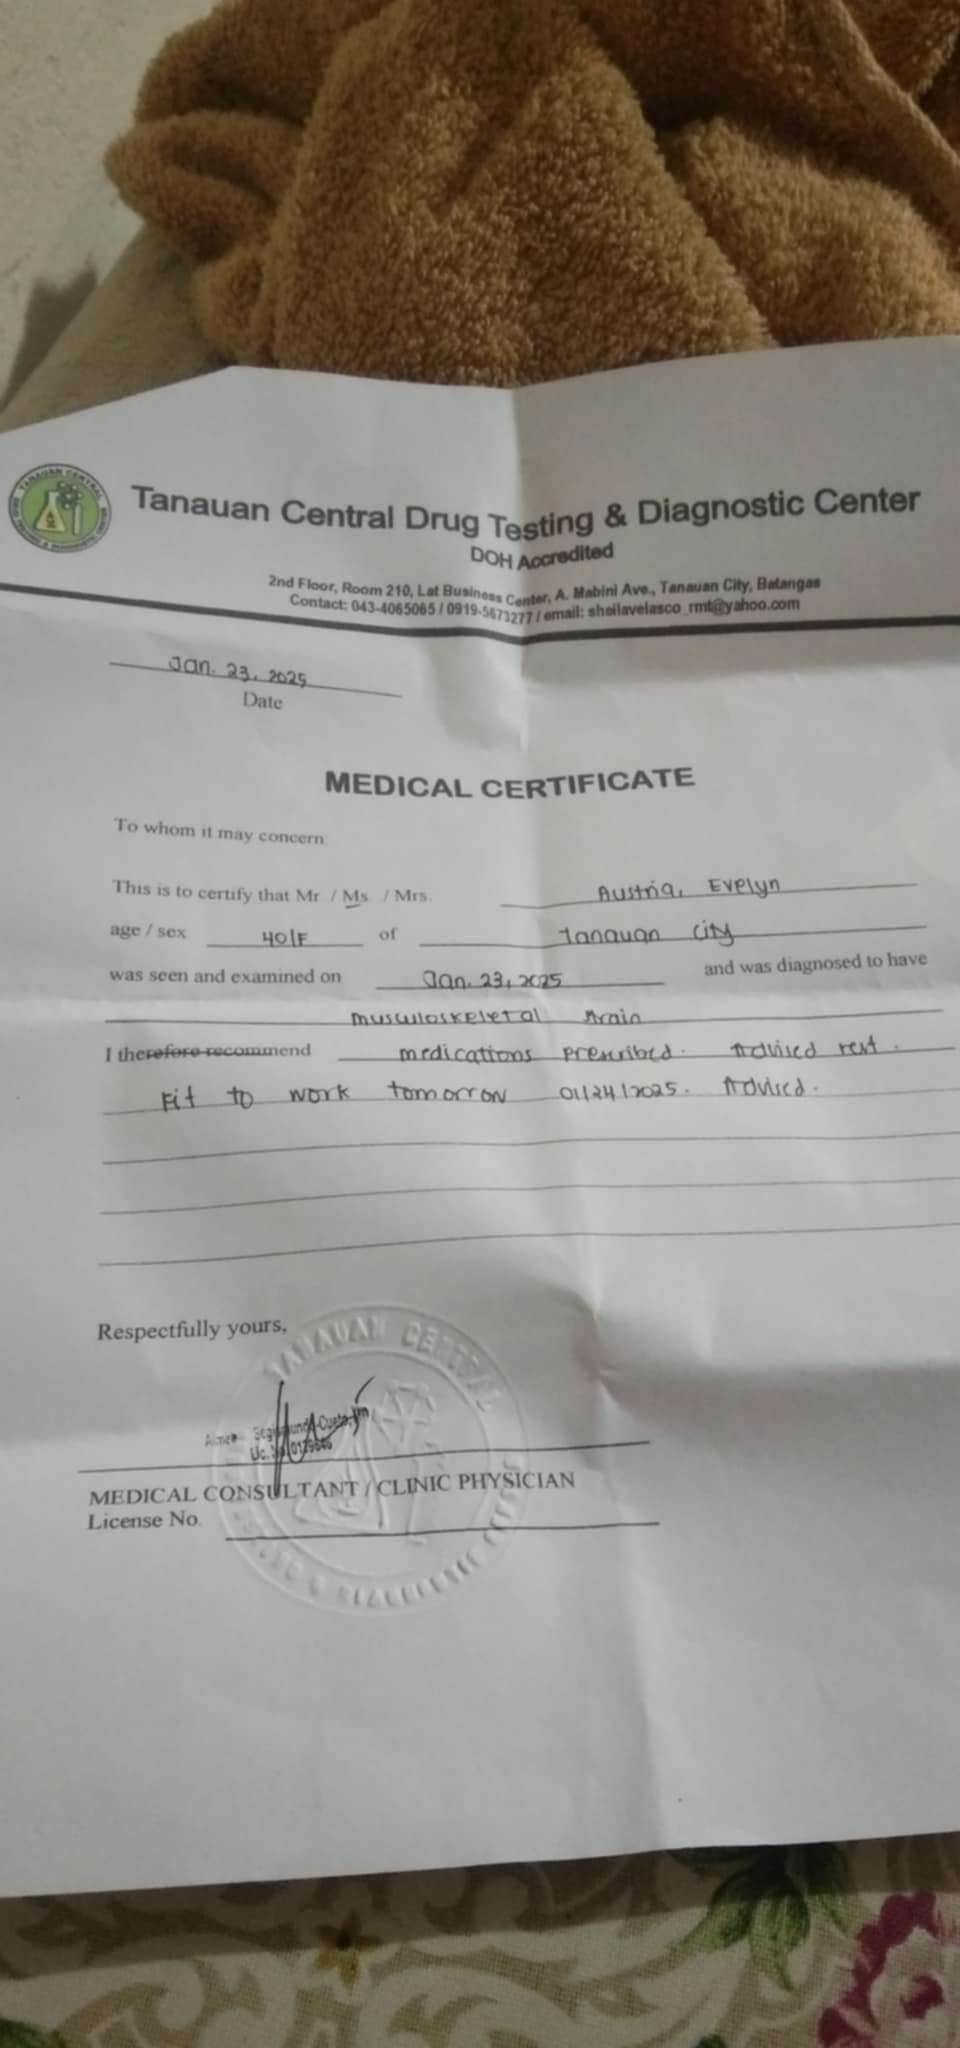 Tanauan Central Drug Testing & Diagnostic Center
DOH Accredited
2nd Floor, Room 210, Lat Business Center, A. Mabini Ave., Tanauan City, Batangas
Contact: 043-4065065 / 0919-5673277 / email: sheilavelasco_rmt@yahoo.com
Jan. 23, 2025
Date
MEDICAL CERTIFICATE
To whom it may concern
This is to certify that Mr / Ms. / Mrs. Austria, Evelyn
age / sex 40/F of Tanauan City
was seen and examined on Jan. 23, 2025 and was diagnosed to have
musculoskeletal strain
I therefore recommend medications prescribed. Advised rest.
Fit to work tomorrow 01/24/2025. Advised.
Respectfully yours,
Lic.
MEDICAL CONSULTANT / CLINIC PHYSICIAN
License No.
TANAUAN CENTRAL